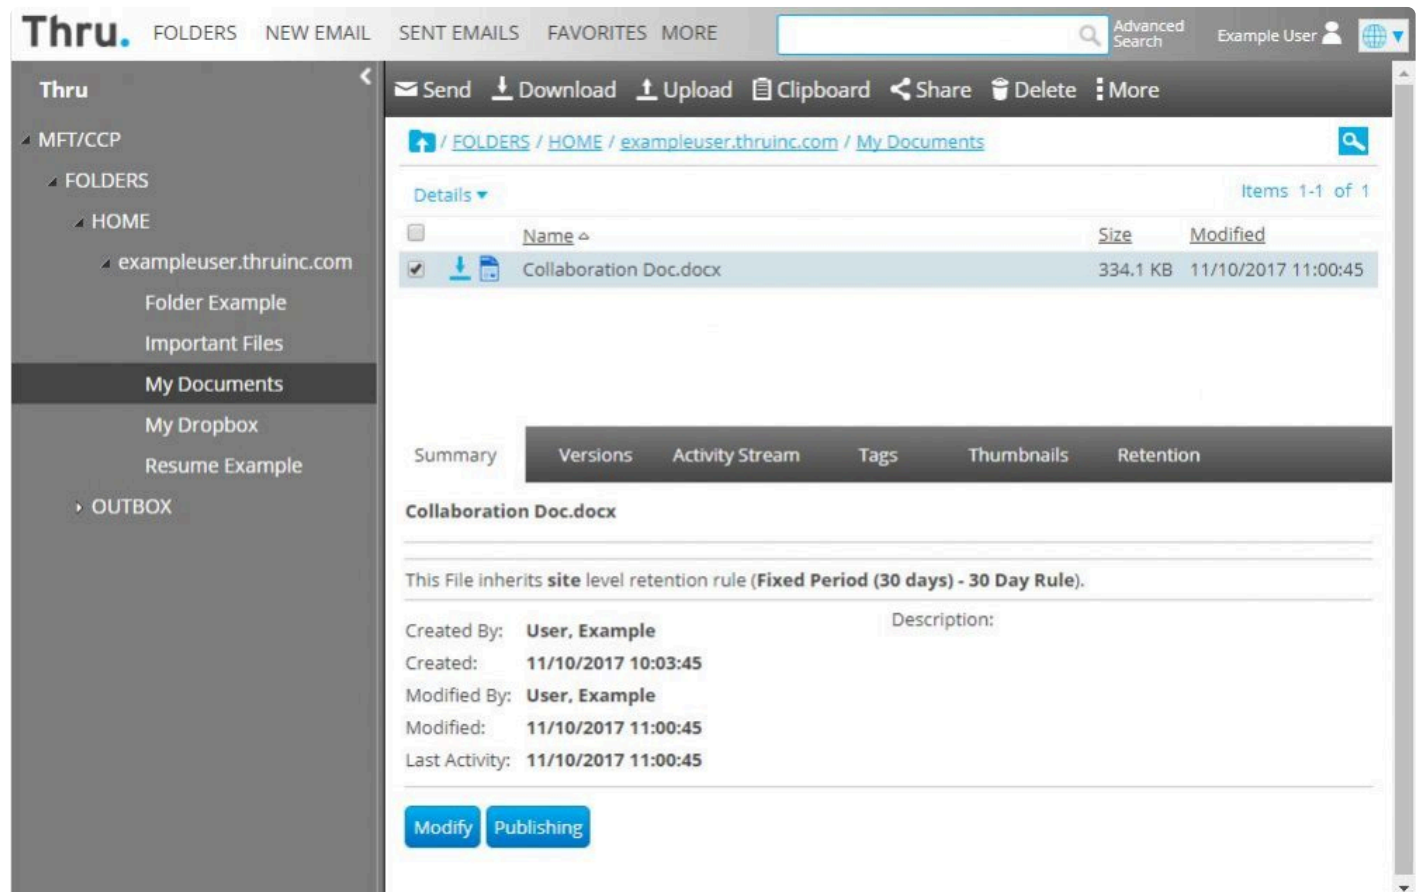 Thru. FOLDERS NEW EMAIL SENT EMAILS FAVORITES MORE Advanced Search Example User
Thru
MFT/CCP
FOLDERS
HOME
exampleuser.thruinc.com
Folder Example
Important Files
My Documents
My Dropbox
Resume Example
OUTBOX
Send Download Upload Clipboard Share Delete More
/ FOLDERS / HOME / exampleuser.thruinc.com / My Documents
Details Items 1-1 of 1
Name Size Modified
Collaboration Doc.docx 334.1 KB 11/10/2017 11:00:45
Summary Versions Activity Stream Tags Thumbnails Retention
Collaboration Doc.docx
This File inherits site level retention rule (Fixed Period (30 days) - 30 Day Rule).
Created By: User, Example Description:
Created: 11/10/2017 10:03:45
Modified By: User, Example
Modified: 11/10/2017 11:00:45
Last Activity: 11/10/2017 11:00:45
Modify Publishing